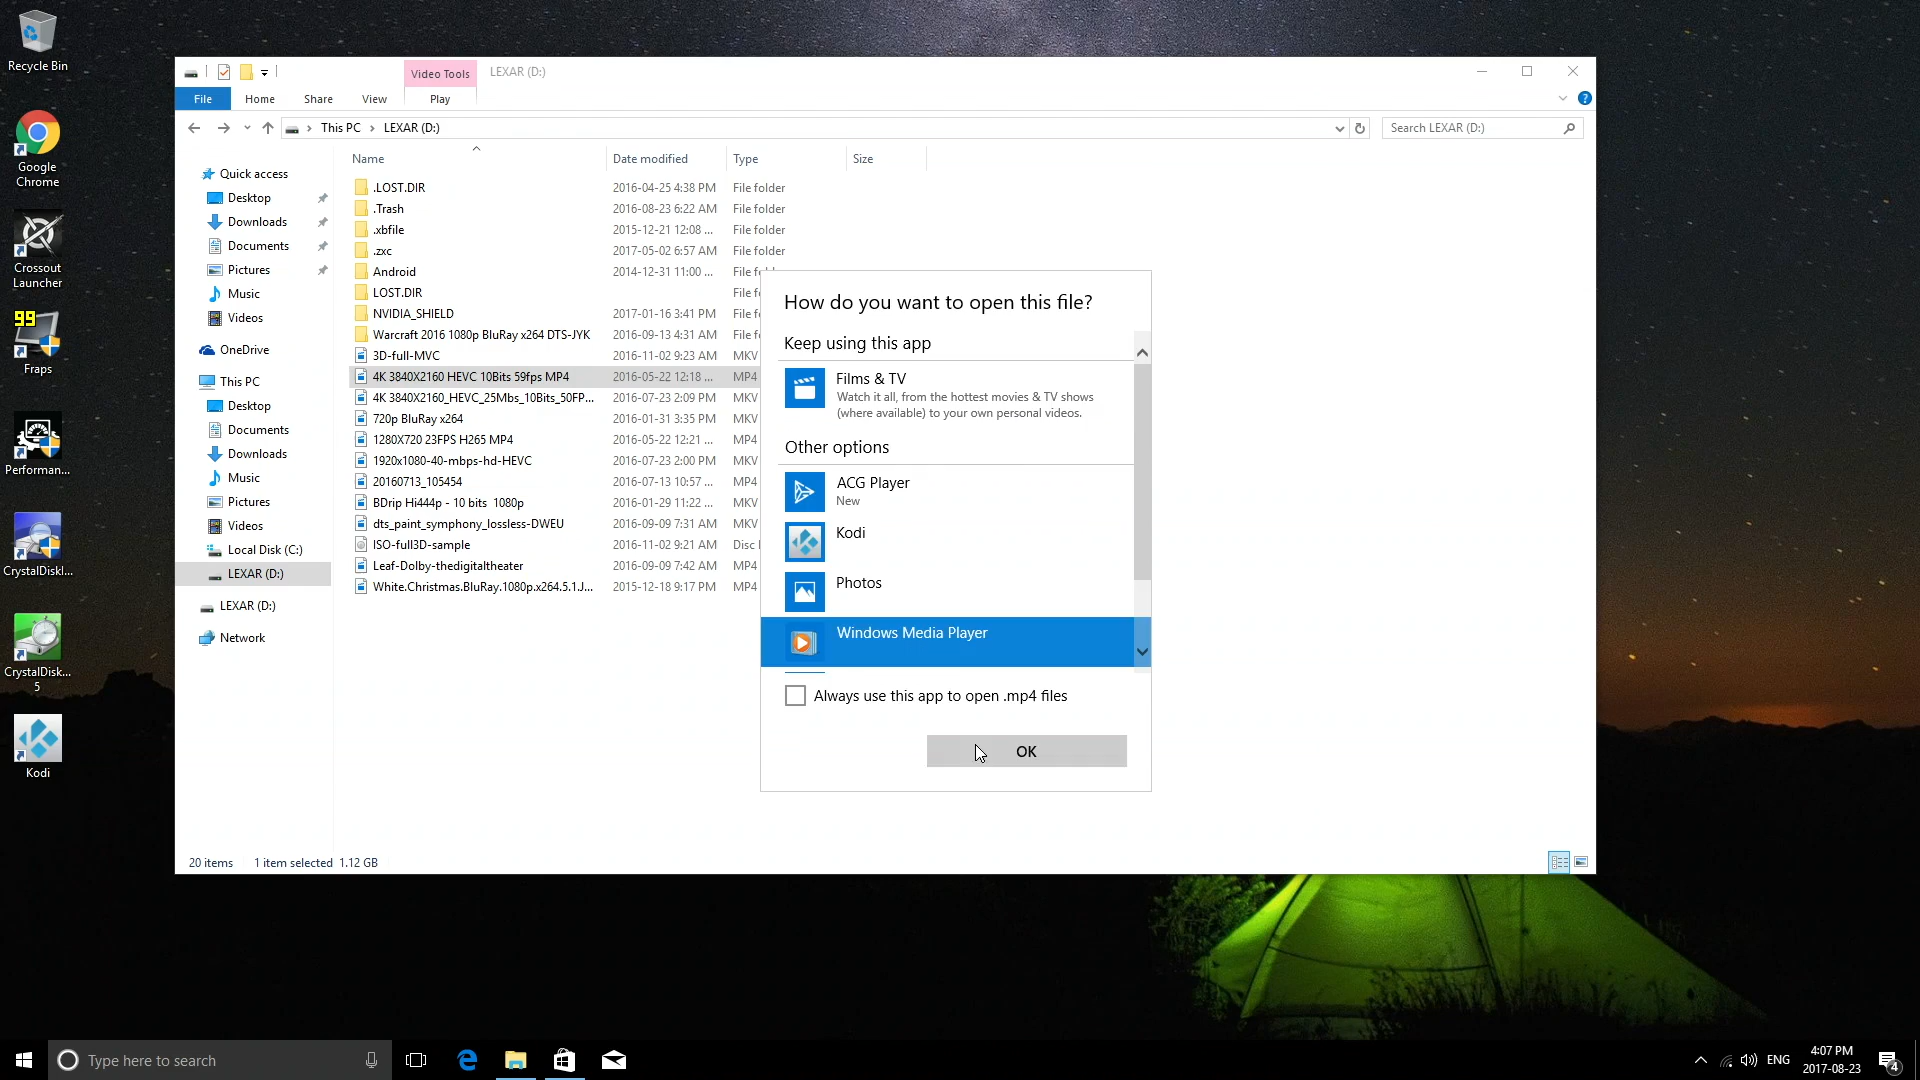 Recycle Bin
Google
Chrome
Crossout
Launcher
99
Fraps
Performan...
CrystalDiskI...
CrystalDisk...
5
Kodi
Video Tools
LEXAR (D:)
File
Home
Share
View
Play
This PC
LEXAR (D:)
Search LEXAR (D:)
Quick access
Desktop
Downloads
Documents
Pictures
Music
Videos
OneDrive
This PC
Desktop
Documents
Downloads
Music
Pictures
Videos
Local Disk (C:)
LEXAR (D:)
LEXAR (D:)
Network
Name Date modified Type Size
.LOST.DIR 2016-04-25 4:38 PM File folder
.Trash 2016-08-23 6:22 AM File folder
.xbfile 2015-12-21 12:08 ... File folder
.zxc 2017-05-02 6:57 AM File folder
Android 2014-12-31 11:00 ... File
LOST.DIR File f
NVIDIA_SHIELD 2017-01-16 3:41 PM File f
Warcraft 2016 1080p BluRay x264 DTS-JYK 2016-09-13 4:31 AM File f
3D-full-MVC 2016-11-02 9:23 AM MKV
4K 3840X2160 HEVC 10Bits 59fps MP4 2016-05-22 12:18 ... MP4
4K 3840X2160_HEVC_25Mbs_10Bits_50FP... 2016-07-23 2:09 PM MKV
720p BluRay x264 2016-01-31 3:35 PM MKV
1280X720 23FPS H265 MP4 2016-05-22 12:21 ... MP4
1920x1080-40-mbps-hd-HEVC 2016-07-23 2:00 PM MKV
20160713_105454 2016-07-13 10:57 ... MP4
BDrip Hi444p - 10 bits 1080p 2016-01-29 11:22 ... MKV
dts_paint_symphony_lossless-DWEU 2016-09-09 7:31 AM MKV
ISO-full3D-sample 2016-11-02 9:21 AM Disc I
Leaf-Dolby-thedigitaltheater 2016-09-09 7:42 AM MP4
White.Christmas.BluRay.1080p.x264.5.1.J... 2015-12-18 9:17 PM MP4
How do you want to open this file?
Keep using this app
Films & TV
Watch it all, from the hottest movies & TV shows
(where available) to your own personal videos.
Other options
ACG Player
New
Kodi
Photos
Windows Media Player
Always use this app to open .mp4 files
OK
20 items 1 item selected 1.12 GB
Type here to search
ENG
4:07 PM
2017-08-23
4